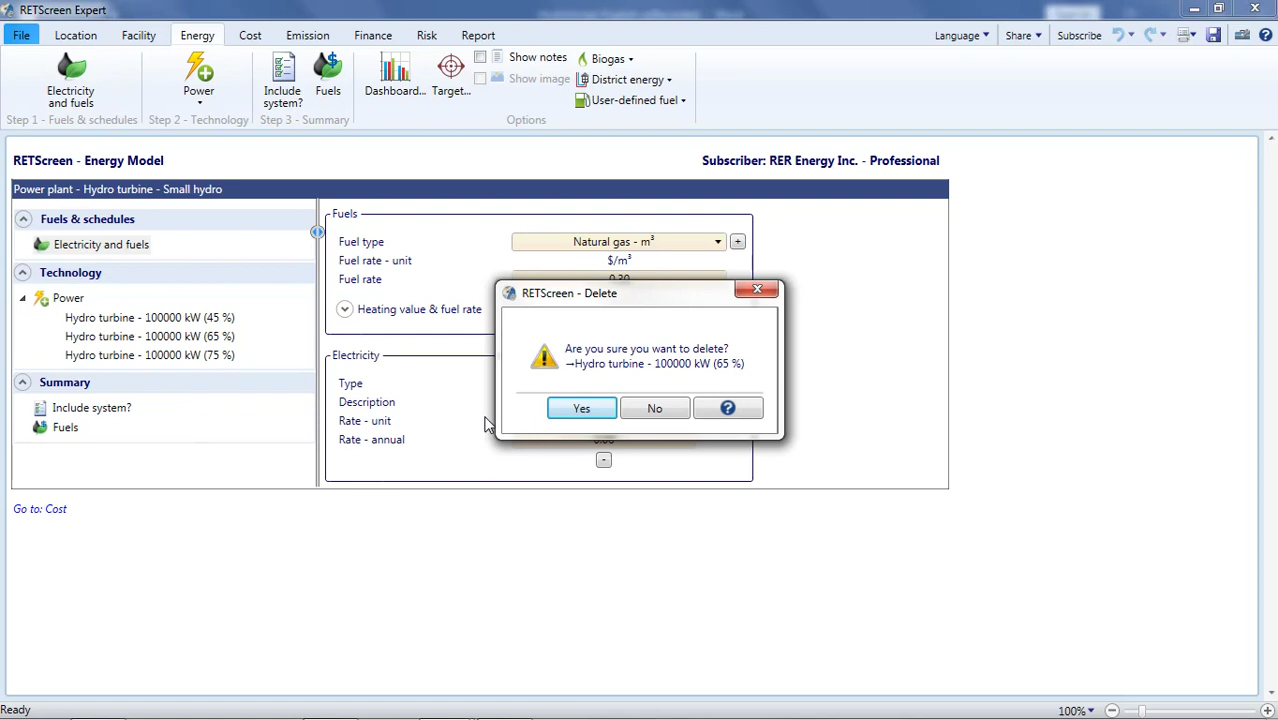 RETScreen Expert
File Location Facility Energy Cost Emission Finance Risk Report Language Share Subscribe
Electricity and fuels
Step 1 - Fuels & schedules
Power
Step 2 - Technology
Include system?
Fuels
Step 3 - Summary
Dashboard...
Target...
Show notes
Show image
Biogas
District energy
User-defined fuel
Options
RETScreen - Energy Model
Subscriber: RER Energy Inc. - Professional
Power plant - Hydro turbine - Small hydro
Fuels & schedules
Electricity and fuels
Technology
Power
Hydro turbine - 100000 kW (45 %)
Hydro turbine - 100000 kW (65 %)
Hydro turbine - 100000 kW (75 %)
Summary
Include system?
Fuels
Fuels
Fuel type Natural gas - m³ +
Fuel rate - unit $/m³
Fuel rate
Heating value & fuel rate
Electricity
Type
Description
Rate - unit
Rate - annual
-
RETScreen - Delete
Are you sure you want to delete?
→Hydro turbine - 100000 kW (65 %)
Yes No
Go to: Cost
Ready
100%